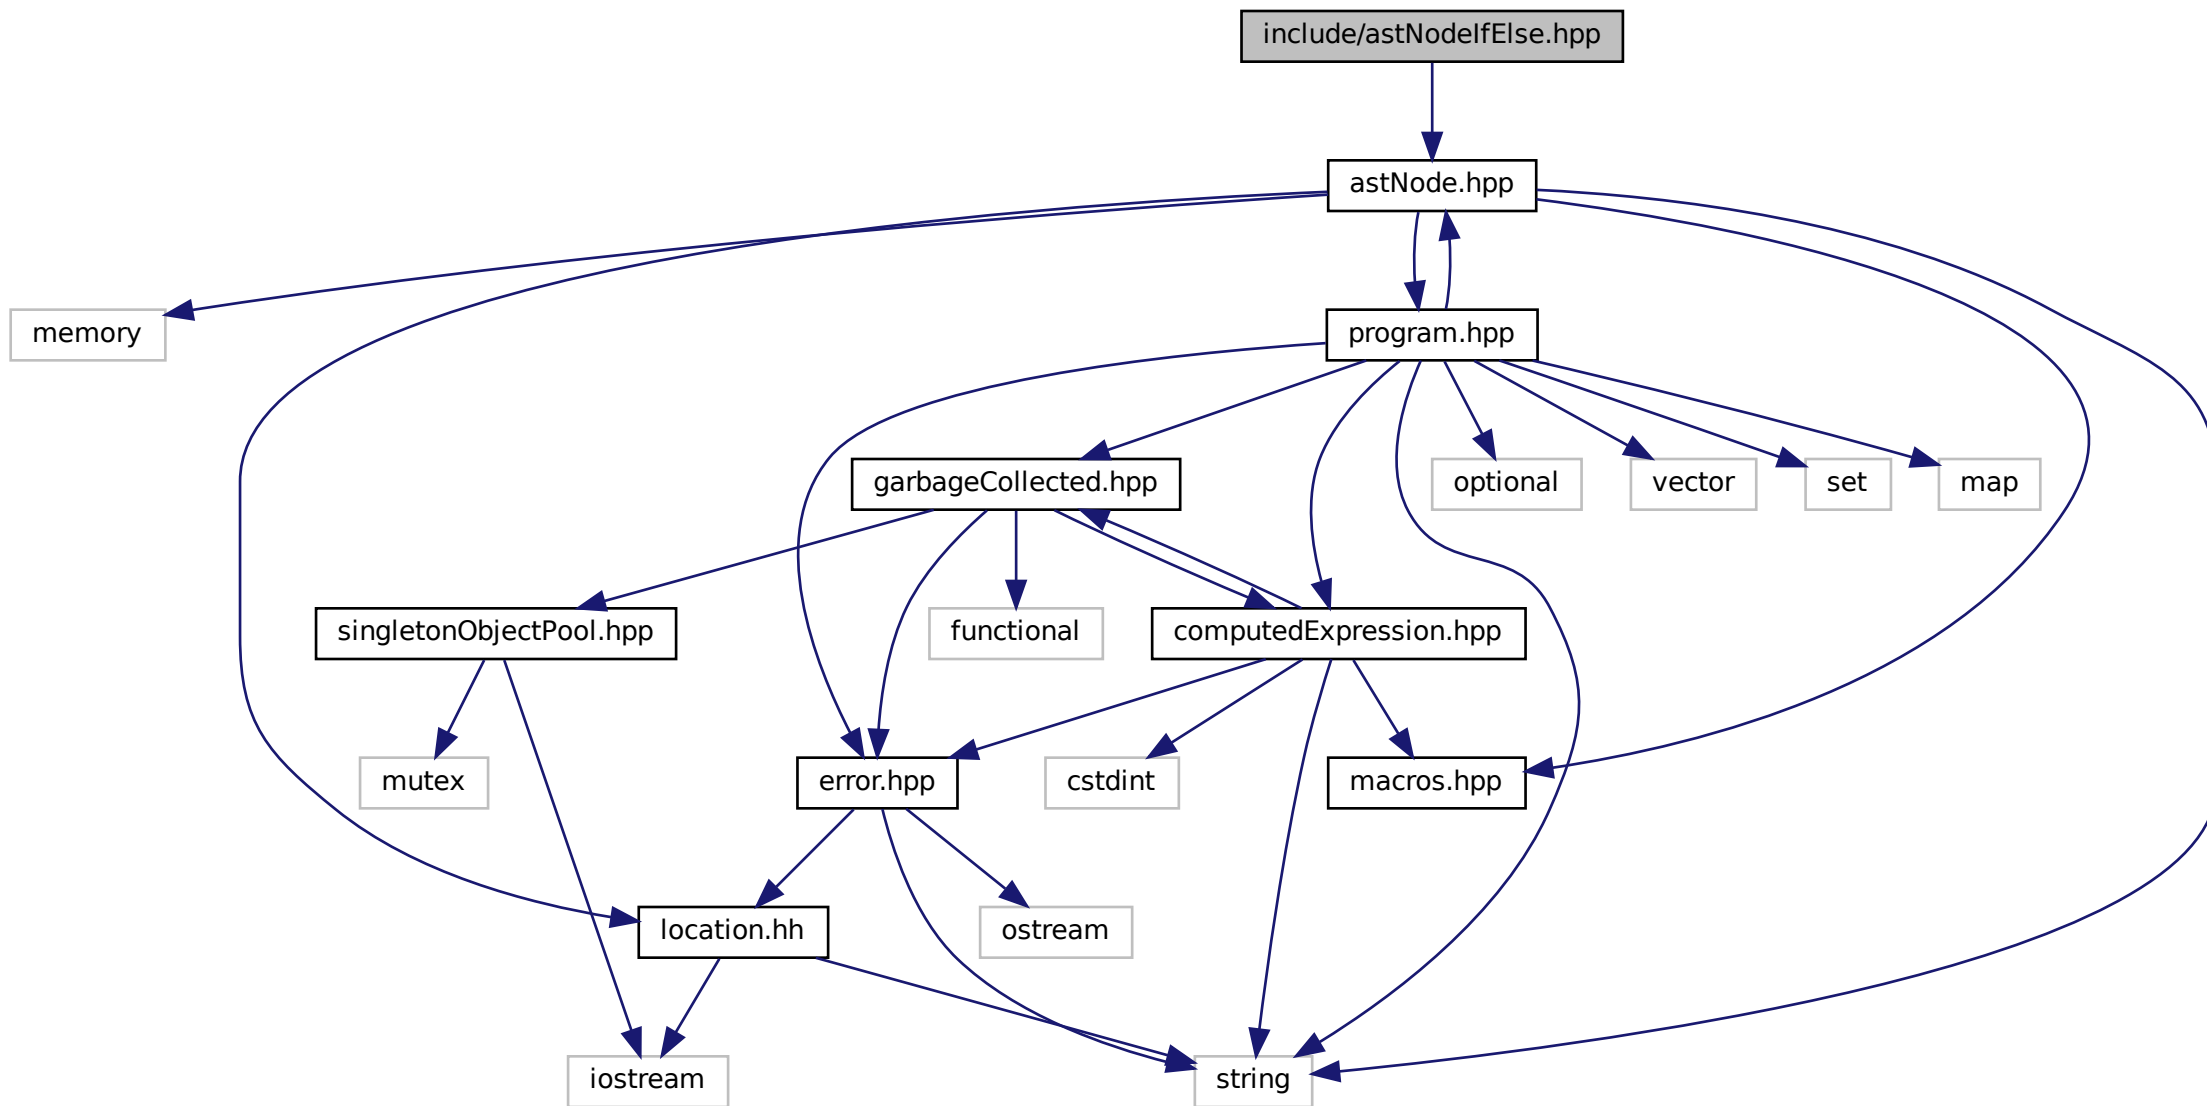 include/astNodeIfElse.hpp
astNode.hpp
memory
program.hpp
garbageCollected.hpp
optional
vector
set
map
singletonObjectPool.hpp
functional
computedExpression.hpp
mutex
error.hpp
cstdint
macros.hpp
location.hh
ostream
iostream
string